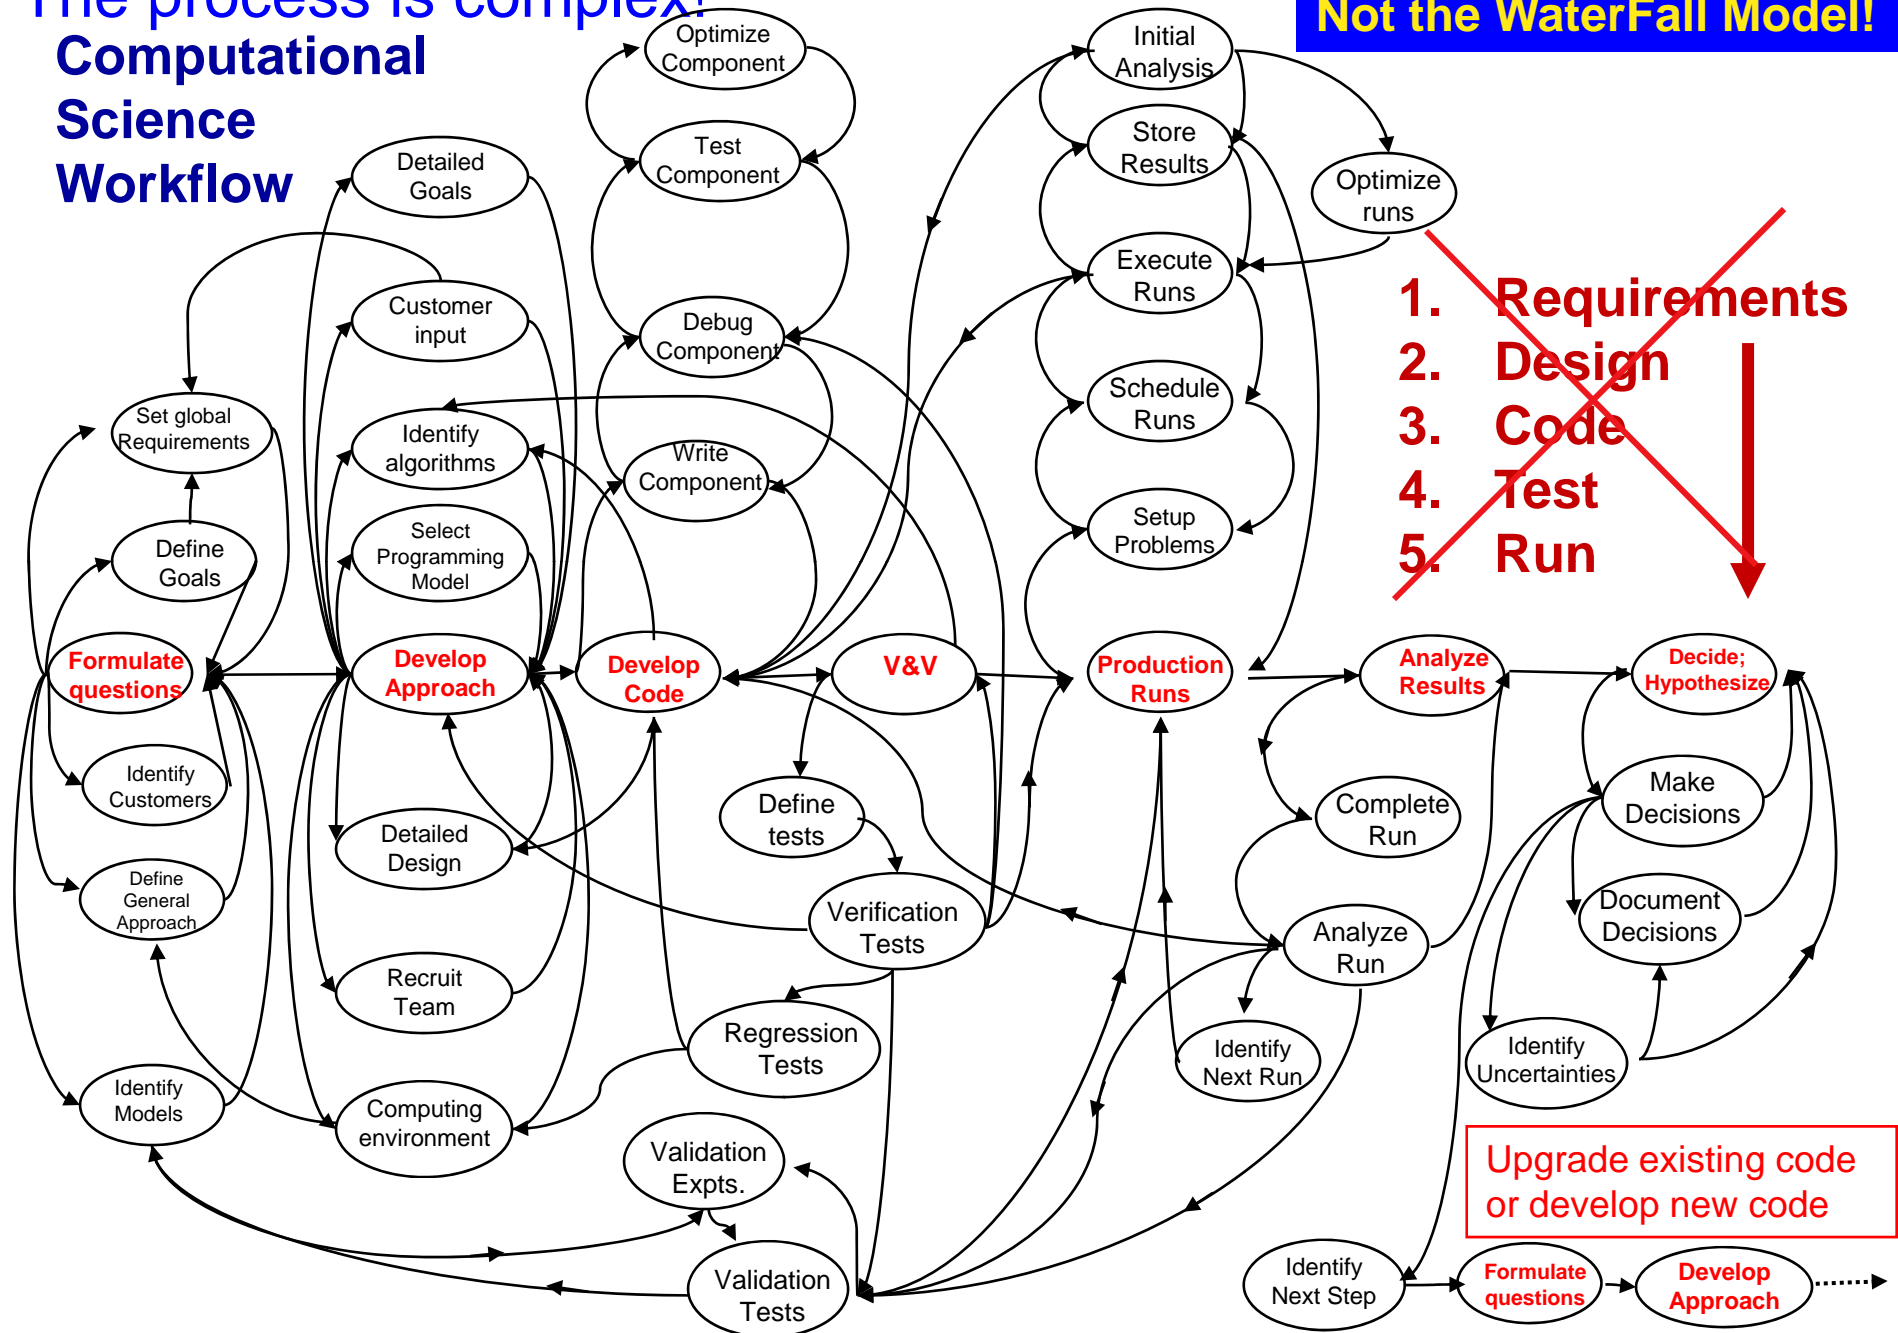 The process is complex!
Not the WaterFall Model!
Computational
Science
Workflow
Optimize
Component
Test
Component
Debug
Component
Write
Component
Initial
Analysis
Store
Results
Optimize
runs
Execute
Runs
Schedule
Runs
Setup
Problems
Detailed
Goals
Customer
input
Identify
algorithms
Select
Programming
Model
Set global
Requirements
Define
Goals
1. Requirements
2. Design
3. Code
4. Test
5. Run
Formulate
questions
Develop
Approach
Develop
Code
V&V
Production
Runs
Analyze
Results
Decide;
Hypothesize
Identify
Customers
Define
General
Approach
Identify
Models
Detailed
Design
Recruit
Team
Computing
environment
Define
tests
Verification
Tests
Regression
Tests
Validation
Expts.
Validation
Tests
Complete
Run
Analyze
Run
Identify
Next Run
Make
Decisions
Document
Decisions
Identify
Uncertainties
Upgrade existing code
or develop new code
Identify
Next Step
Formulate
questions
Develop
Approach